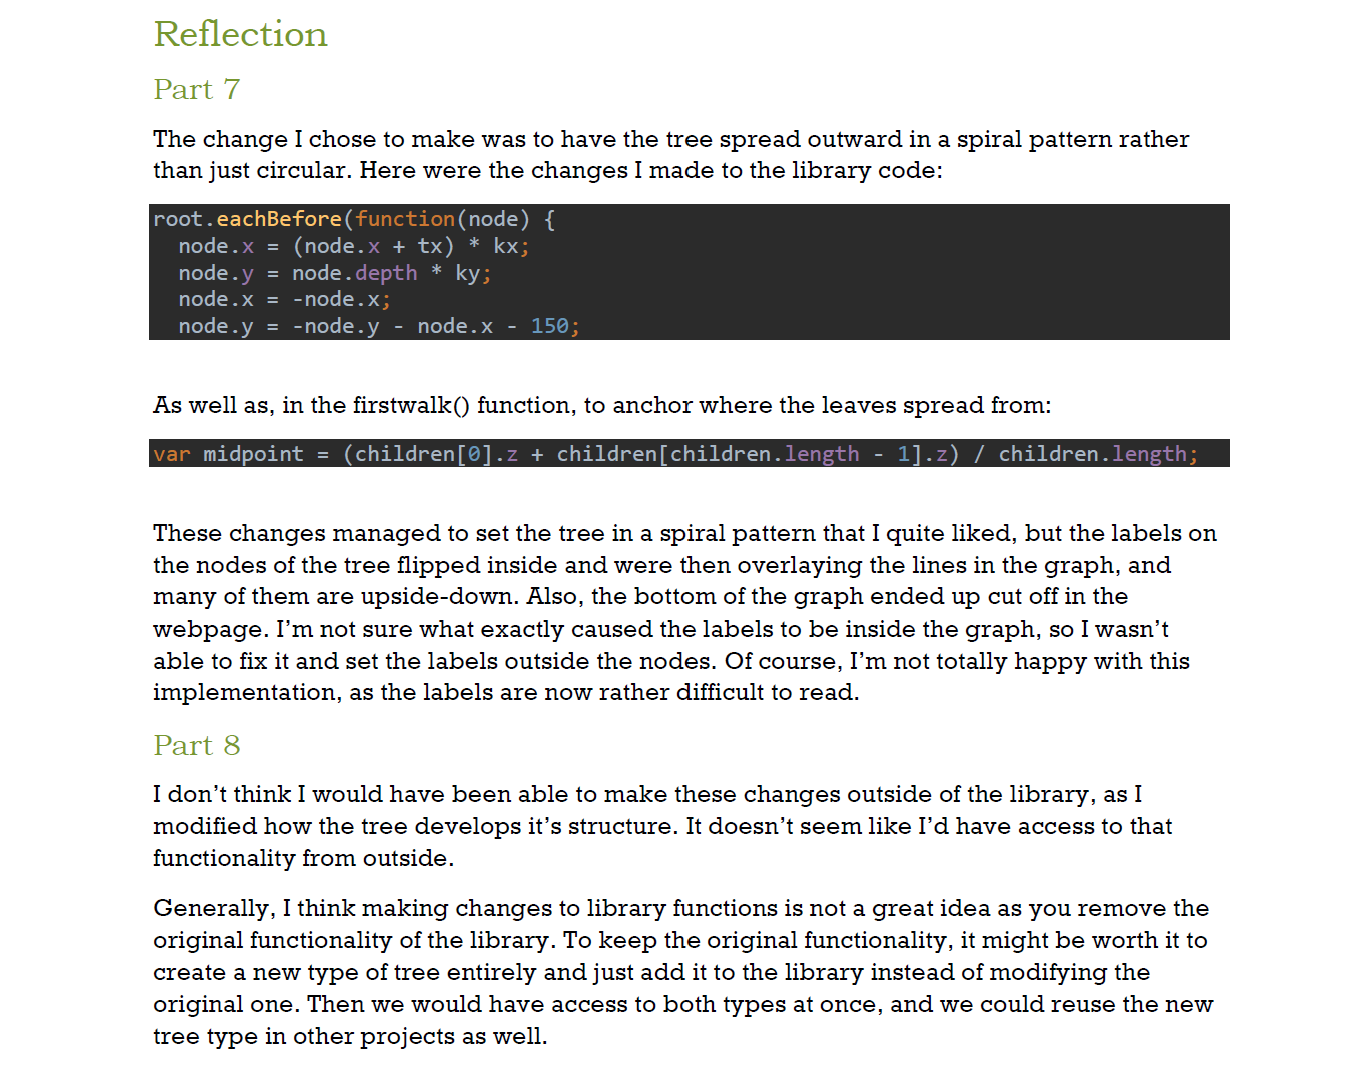 Reflection
Part 7
The change I chose to make was to have the tree spread outward in a spiral pattern rather
than just circular. Here were the changes I made to the library code:
root.eachBefore(function(node) {
  node.x = (node.x + tx) * kx;
  node.y = node.depth * ky;
  node.x = -node.x;
  node.y = -node.y - node.x - 150;
As well as, in the firstwalk() function, to anchor where the leaves spread from:
var midpoint = (children[0].z + children[children.length - 1].z) / children.length;
These changes managed to set the tree in a spiral pattern that I quite liked, but the labels on
the nodes of the tree flipped inside and were then overlaying the lines in the graph, and
many of them are upside-down. Also, the bottom of the graph ended up cut off in the
webpage. I’m not sure what exactly caused the labels to be inside the graph, so I wasn’t
able to fix it and set the labels outside the nodes. Of course, I’m not totally happy with this
implementation, as the labels are now rather difficult to read.
Part 8
I don’t think I would have been able to make these changes outside of the library, as I
modified how the tree develops it’s structure. It doesn’t seem like I’d have access to that
functionality from outside.
Generally, I think making changes to library functions is not a great idea as you remove the
original functionality of the library. To keep the original functionality, it might be worth it to
create a new type of tree entirely and just add it to the library instead of modifying the
original one. Then we would have access to both types at once, and we could reuse the new
tree type in other projects as well.